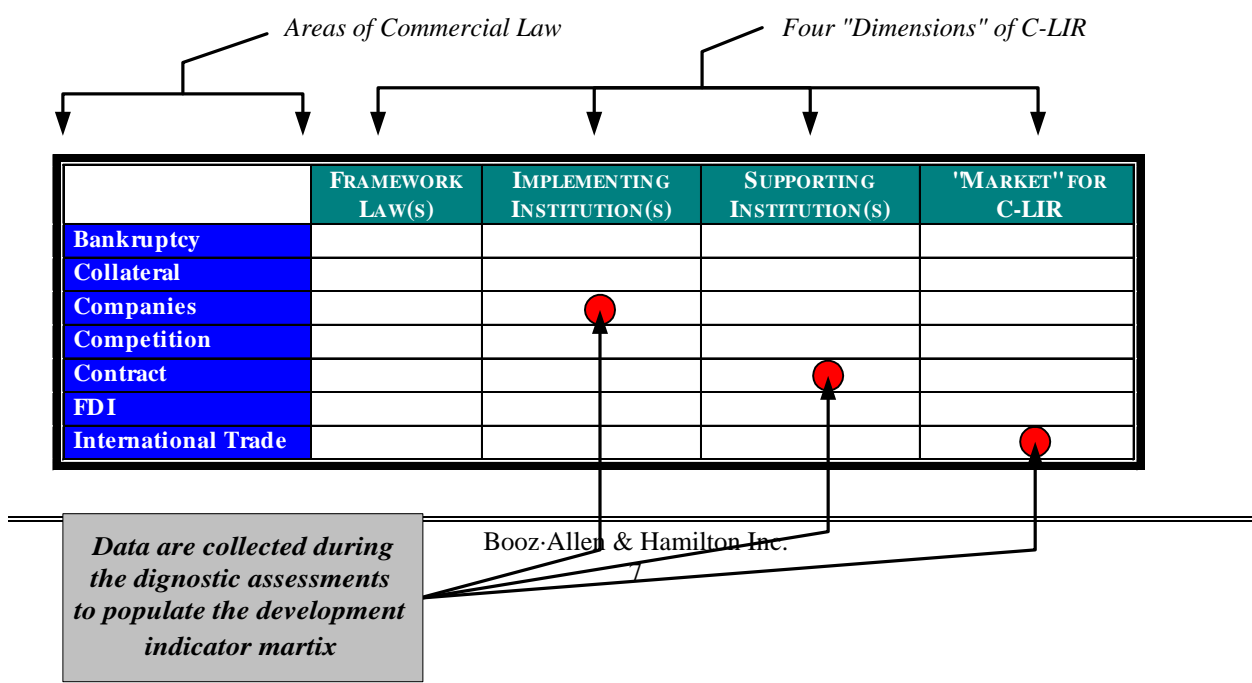 Areas of Commercial Law
Four "Dimensions" of C-LIR
FRAMEWORK LAW(S)
IMPLEMENTING INSTITUTION(S)
SUPPORTING INSTITUTION(S)
"MARKET" FOR C-LIR
Bankruptcy
Collateral
Companies
Competition
Contract
FDI
International Trade
Booz·Allen & Hamilton Inc.
Data are collected during
the dignostic assessments
to populate the development
indicator martix